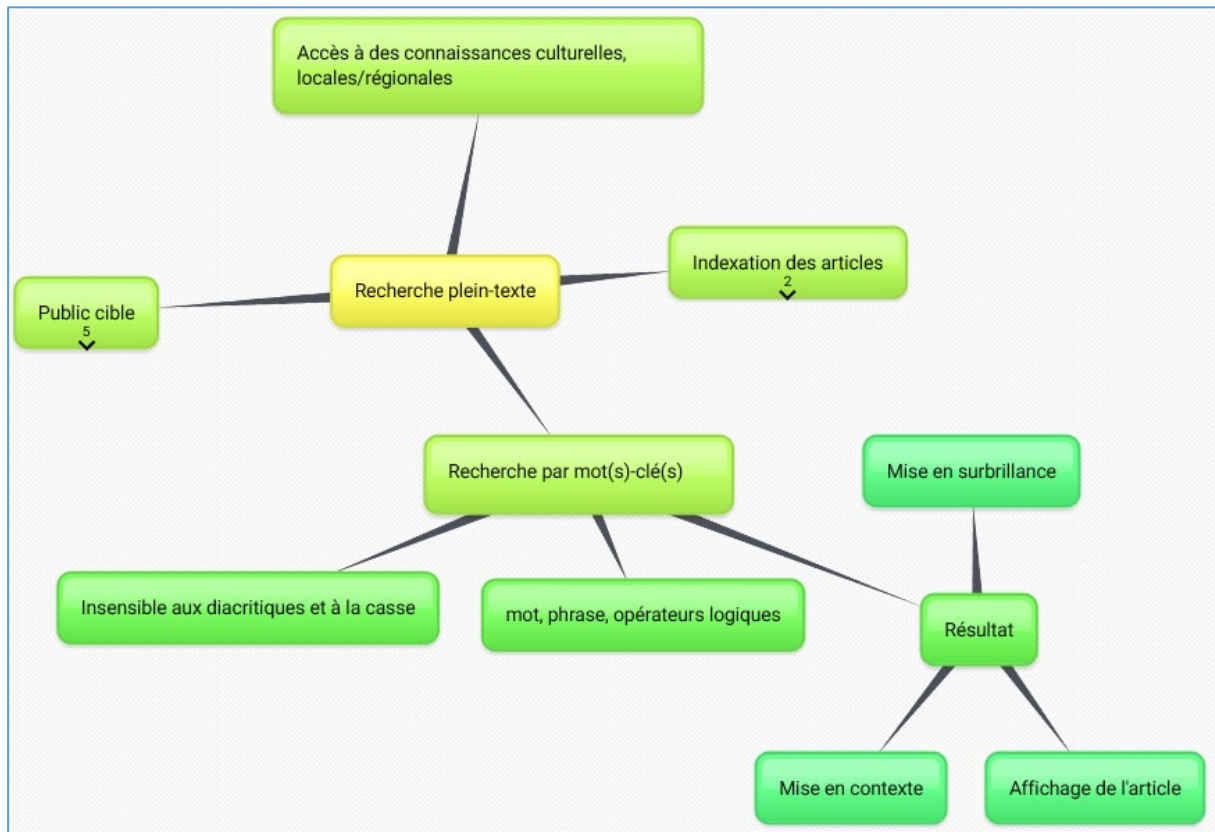 Accès à des connaissances culturelles,
locales/régionales
Indexation des articles
2
Recherche plein-texte
Public cible
5
Recherche par mot(s)-clé(s)
Mise en surbrillance
Insensible aux diacritiques et à la casse
mot, phrase, opérateurs logiques
Résultat
Mise en contexte
Affichage de l'article